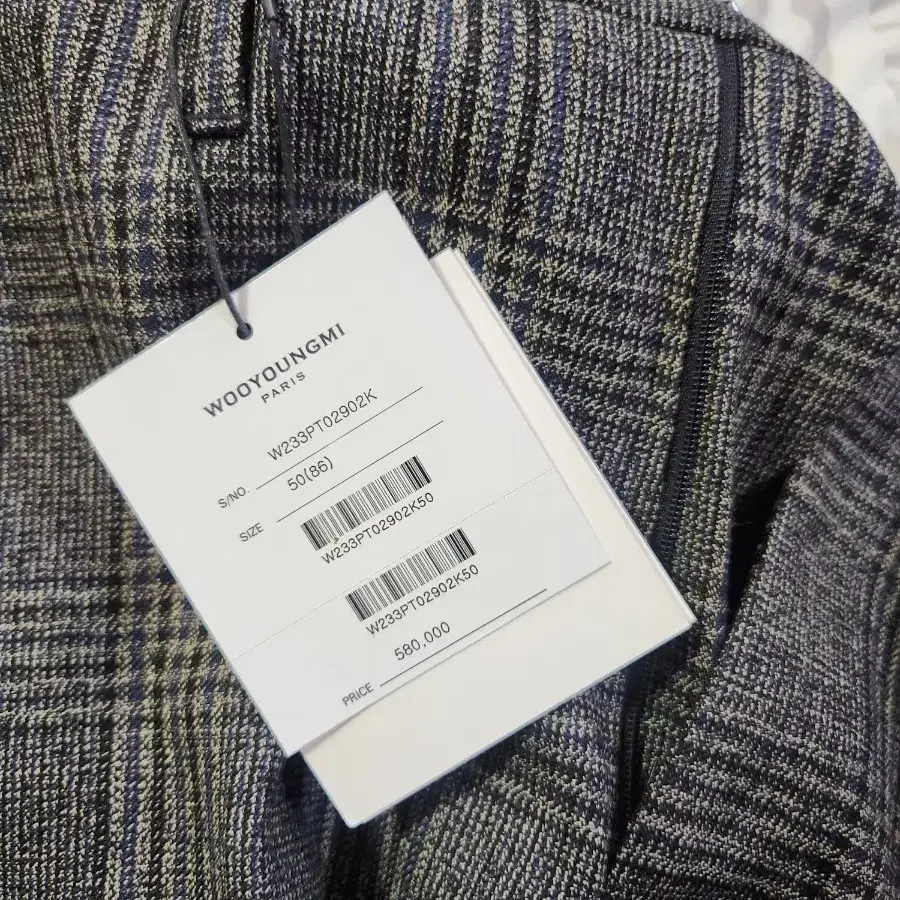 WOOYOUNGMI
PARIS
S/NO. W233PT02902K
SIZE 50(86)
W233PT02902K50
W233PT02902K50
PRICE 580,000